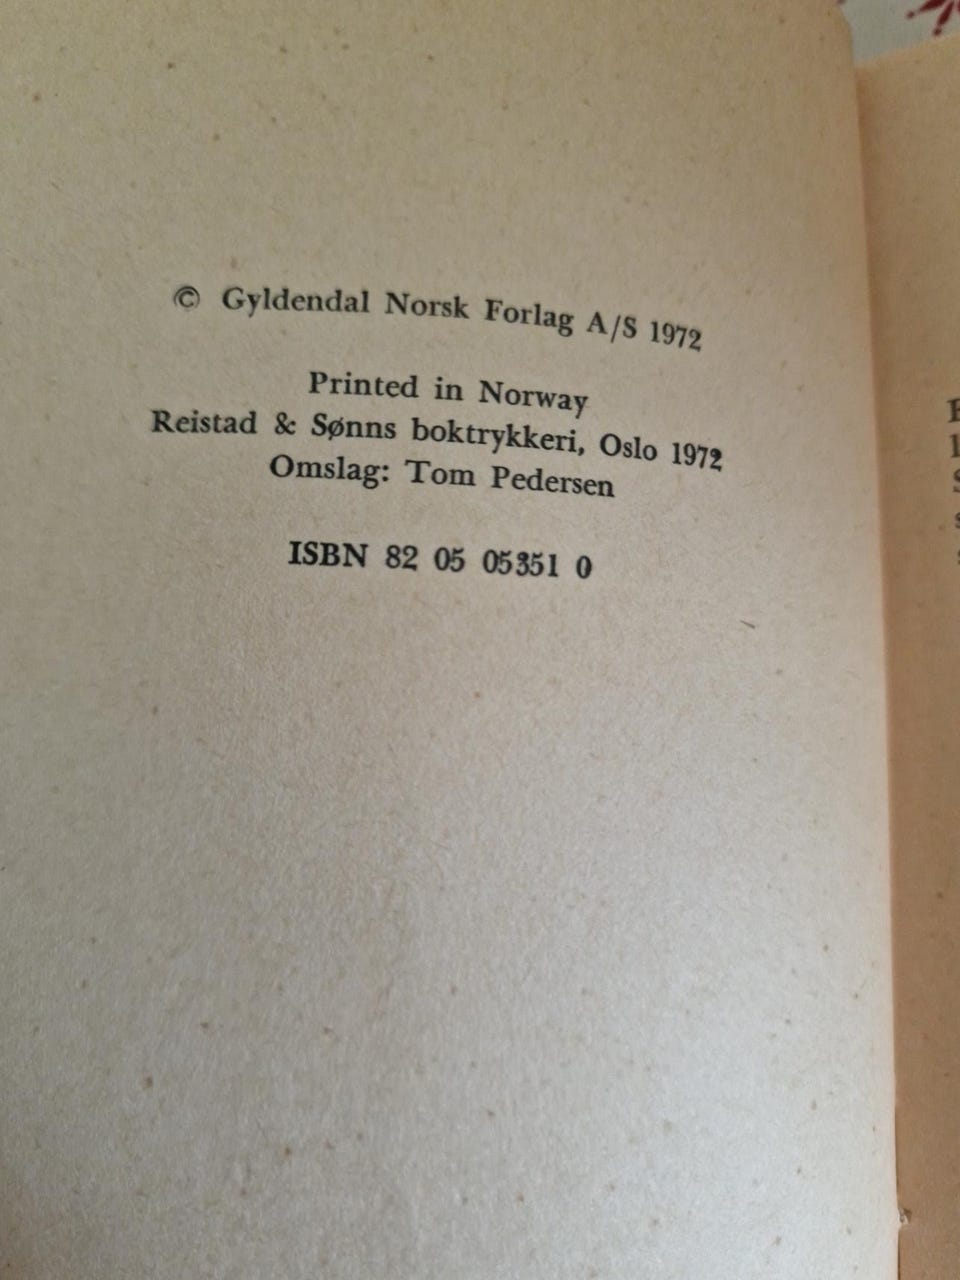 © Gyldendal Norsk Forlag A/S 1972
Printed in Norway
Reistad & Sønns boktrykkeri, Oslo 1972
Omslag: Tom Pedersen
ISBN 82 05 05351 0